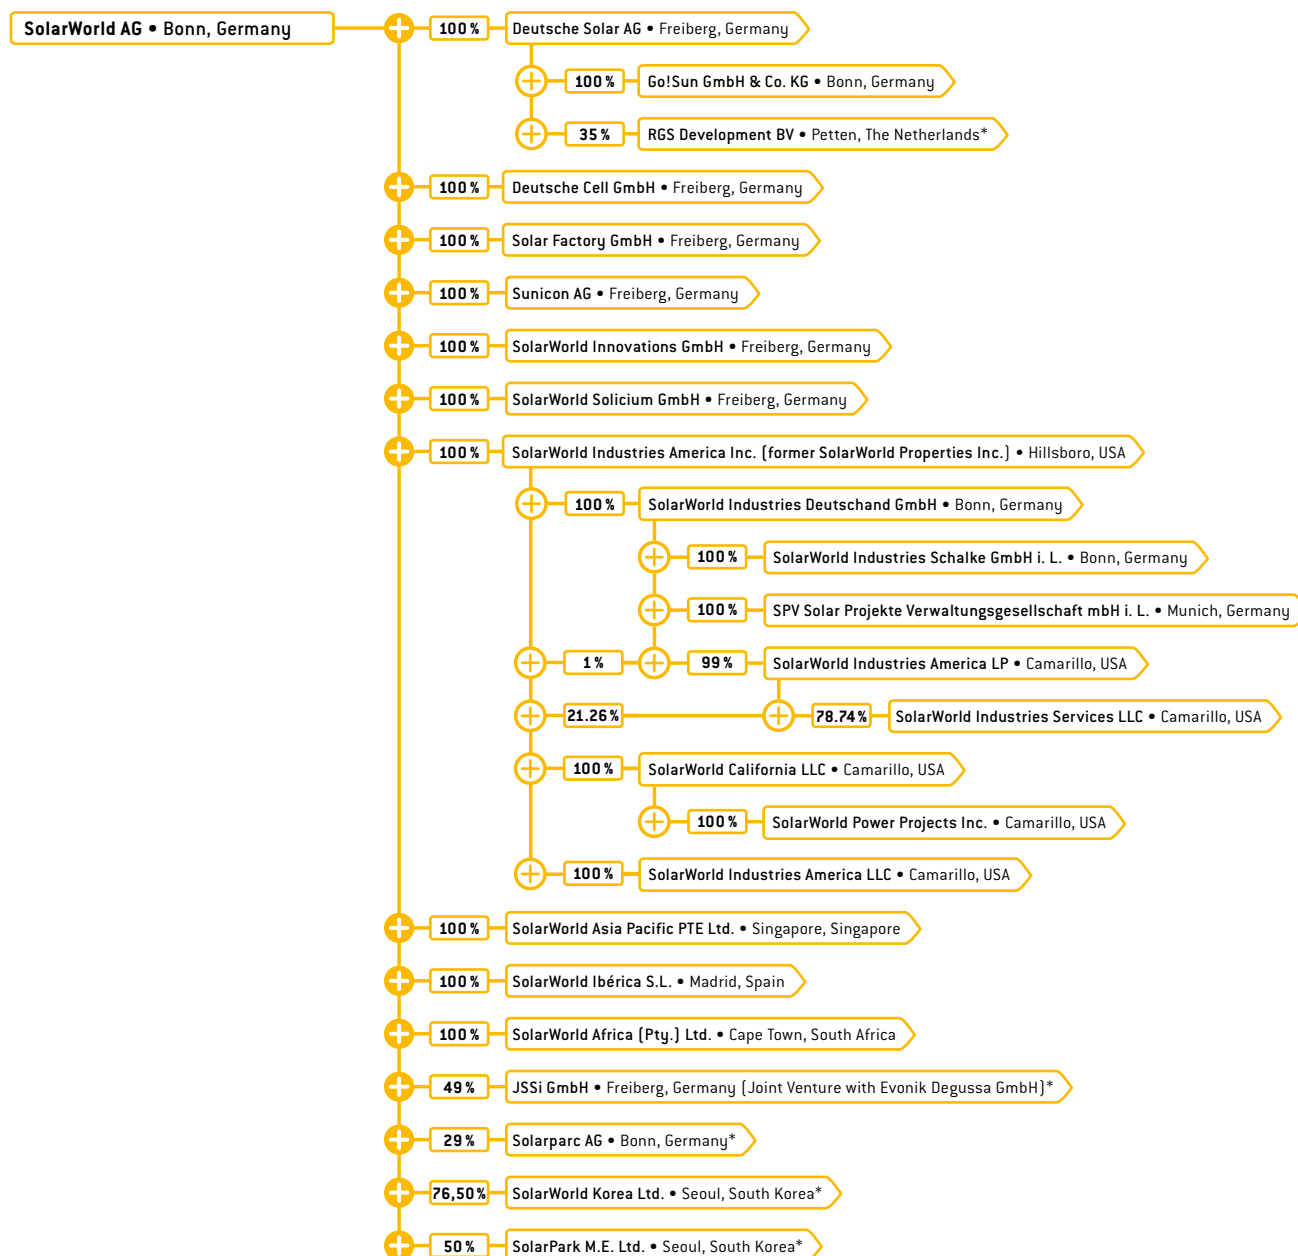 SolarWorld AG • Bonn, Germany
100 % Deutsche Solar AG • Freiberg, Germany
100 % Go!Sun GmbH & Co. KG • Bonn, Germany
35 % RGS Development BV • Petten, The Netherlands*
100 % Deutsche Cell GmbH • Freiberg, Germany
100 % Solar Factory GmbH • Freiberg, Germany
100 % Sunicon AG • Freiberg, Germany
100 % SolarWorld Innovations GmbH • Freiberg, Germany
100 % SolarWorld Solicium GmbH • Freiberg, Germany
100 % SolarWorld Industries America Inc. (former SolarWorld Properties Inc.) • Hillsboro, USA
100 % SolarWorld Industries Deutschand GmbH • Bonn, Germany
100 % SolarWorld Industries Schalke GmbH i. L. • Bonn, Germany
100 % SPV Solar Projekte Verwaltungsgesellschaft mbH i. L. • Munich, Germany
1 % 99 % SolarWorld Industries America LP • Camarillo, USA
21.26 % 78.74 % SolarWorld Industries Services LLC • Camarillo, USA
100 % SolarWorld California LLC • Camarillo, USA
100 % SolarWorld Power Projects Inc. • Camarillo, USA
100 % SolarWorld Industries America LLC • Camarillo, USA
100 % SolarWorld Asia Pacific PTE Ltd. • Singapore, Singapore
100 % SolarWorld Ibérica S.L. • Madrid, Spain
100 % SolarWorld Africa (Pty.) Ltd. • Cape Town, South Africa
49 % JSSi GmbH • Freiberg, Germany (Joint Venture with Evonik Degussa GmbH)*
29 % Solarparc AG • Bonn, Germany*
76,50 % SolarWorld Korea Ltd. • Seoul, South Korea*
50 % SolarPark M.E. Ltd. • Seoul, South Korea*